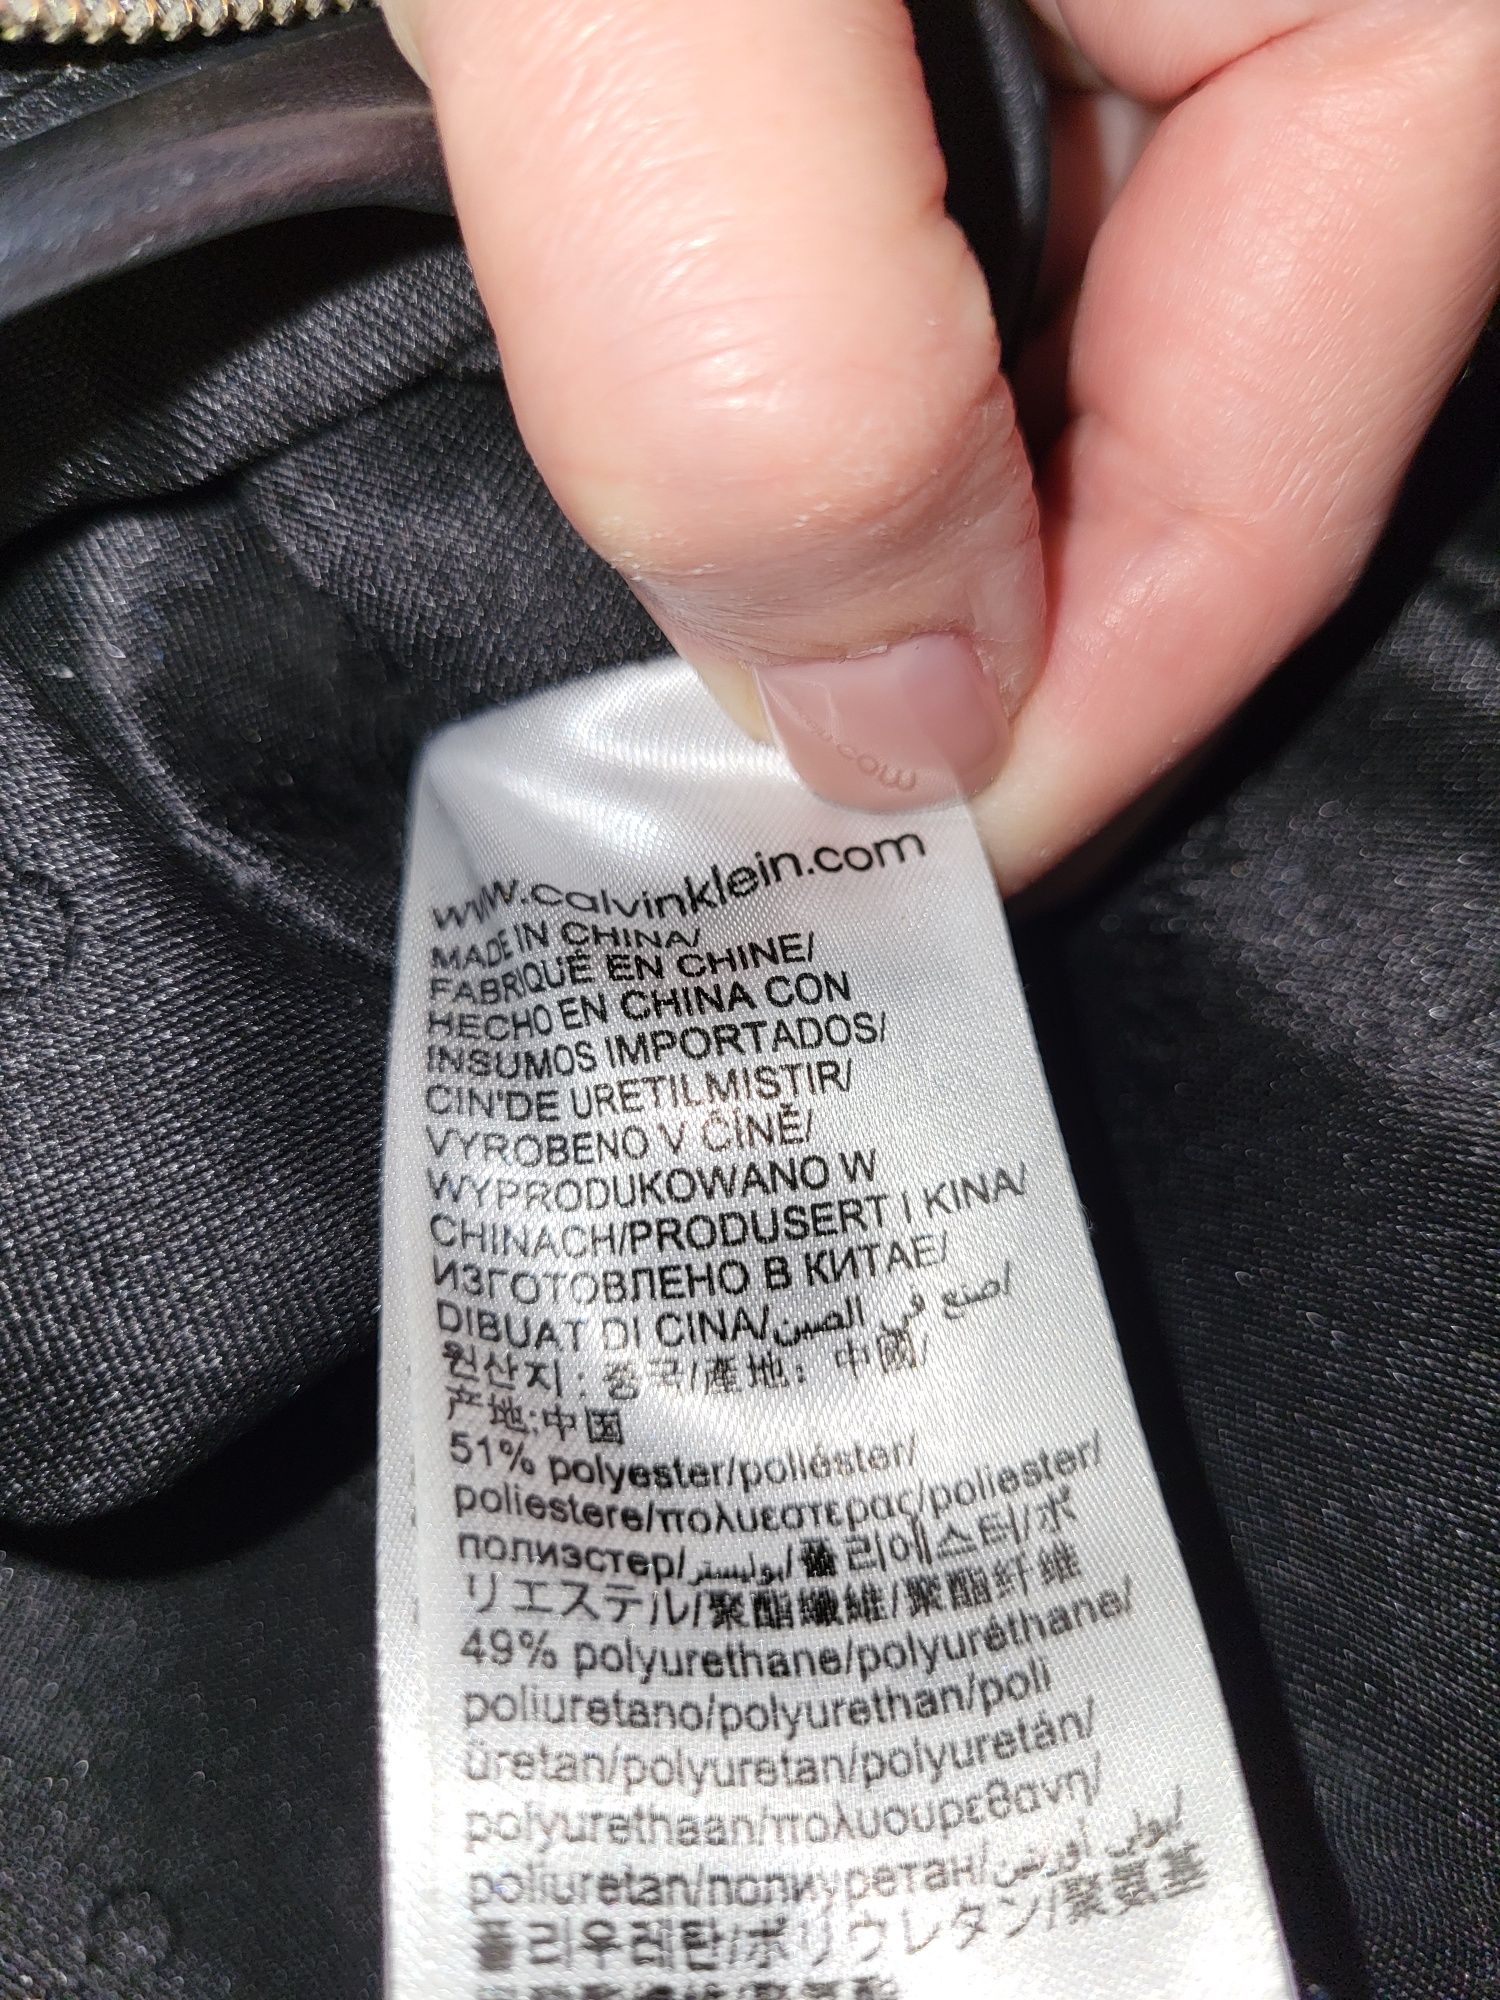 www.calvinklein.com
MADE IN CHINA/
FABRIQUÉ EN CHINE/
HECHO EN CHINA CON
INSUMOS IMPORTADOS/
CIN'DE URETILMISTIR/
VYROBENO V ČÍNĚ/
WYPRODUKOWANO W
CHINACH/PRODUSERT I KINA/
ИЗГОТОВЛЕНО В КИТАЕ/
DIBUAT DI CINA/صنع في الصين/
원산지: 중국/產地: 中國/
产地:中国
51% polyester/poliéster/
poliestere/πολυεστερας/poliester/
полиэстер/بوليستر/폴리에스터/ポ
リエステル/聚酯纖維/聚酯纤维
49% polyurethane/polyuréthane/
poliuretano/polyurethan/poli
üretan/polyuretan/polyuretán/
polyurethaan/πολυουρεθανη/
poliuretan/полиуретан/بولي أوريثين/
폴리우레탄/ポリウレタン/聚氨基